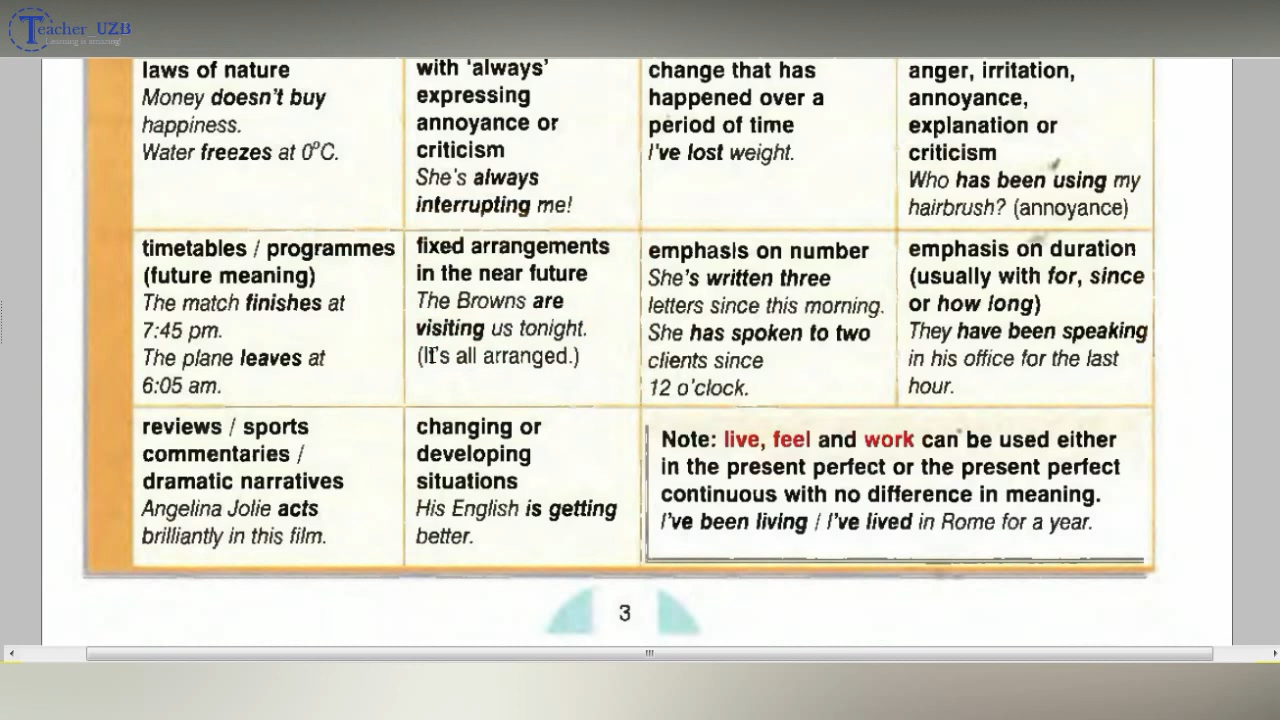 Teacher_UZB
Learning is amazing!
laws of nature
Money doesn't buy
happiness.
Water freezes at 0°C.
with ‘always’
expressing
annoyance or
criticism
She's always
interrupting me!
change that has
happened over a
period of time
I've lost weight.
anger, irritation,
annoyance,
explanation or
criticism
Who has been using my
hairbrush? (annoyance)
timetables / programmes
(future meaning)
The match finishes at
7:45 pm.
The plane leaves at
6:05 am.
fixed arrangements
in the near future
The Browns are
visiting us tonight.
(It's all arranged.)
emphasis on number
She's written three
letters since this morning.
She has spoken to two
clients since
12 o'clock.
emphasis on duration
(usually with for, since
or how long)
They have been speaking
in his office for the last
hour.
reviews / sports
commentaries /
dramatic narratives
Angelina Jolie acts
brilliantly in this film.
changing or
developing
situations
His English is getting
better.
Note: live, feel and work can be used either
in the present perfect or the present perfect
continuous with no difference in meaning.
I've been living / I've lived in Rome for a year.
3